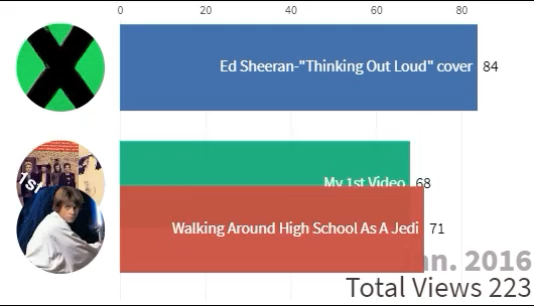 0 20 40 60 80
Ed Sheeran-"Thinking Out Loud" cover 84
1st
My 1st Video 68
Walking Around High School As A Jedi 71
Jan. 2016
Total Views 223